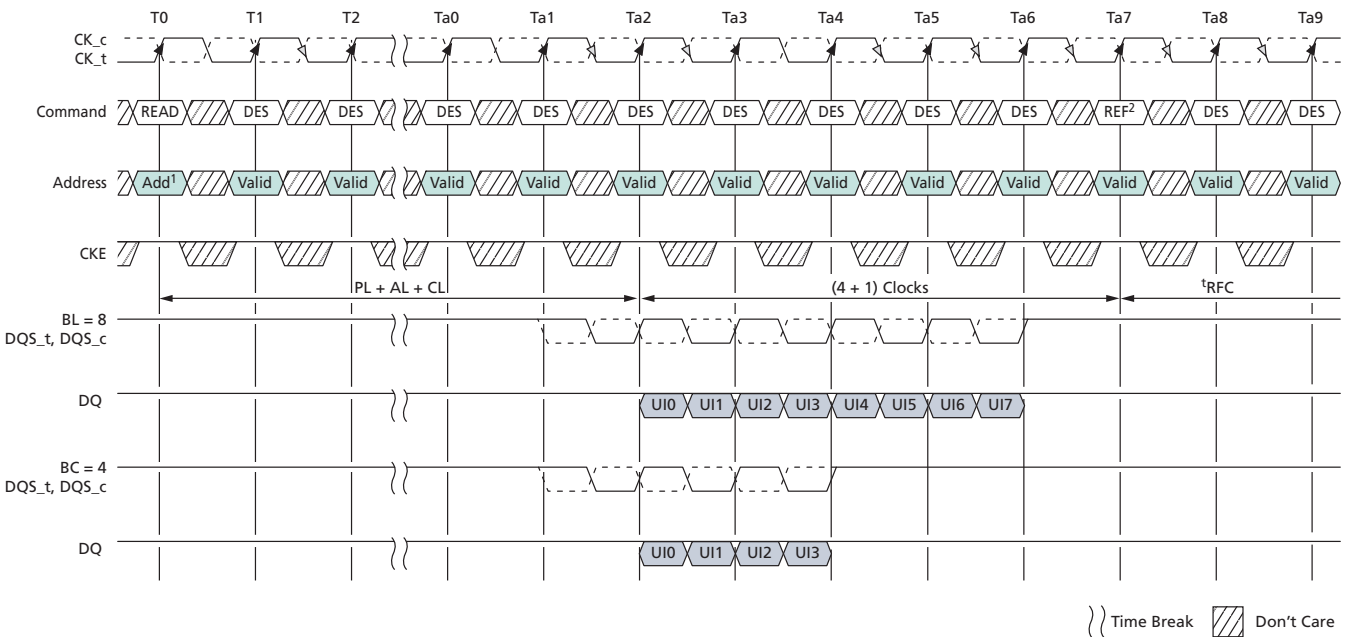 T0 T1 T2 Ta0 Ta1 Ta2 Ta3 Ta4 Ta5 Ta6 Ta7 Ta8 Ta9
CK_c
CK_t
Command READ DES DES DES DES DES DES DES DES DES REF2 DES DES
Address Add1 Valid Valid Valid Valid Valid Valid Valid Valid Valid Valid Valid Valid
CKE
PL + AL + CL (4 + 1) Clocks tRFC
BL = 8
DQS_t, DQS_c
DQ UI0 UI1 UI2 UI3 UI4 UI5 UI6 UI7
BC = 4
DQS_t, DQS_c
DQ UI0 UI1 UI2 UI3
Time Break Don't Care